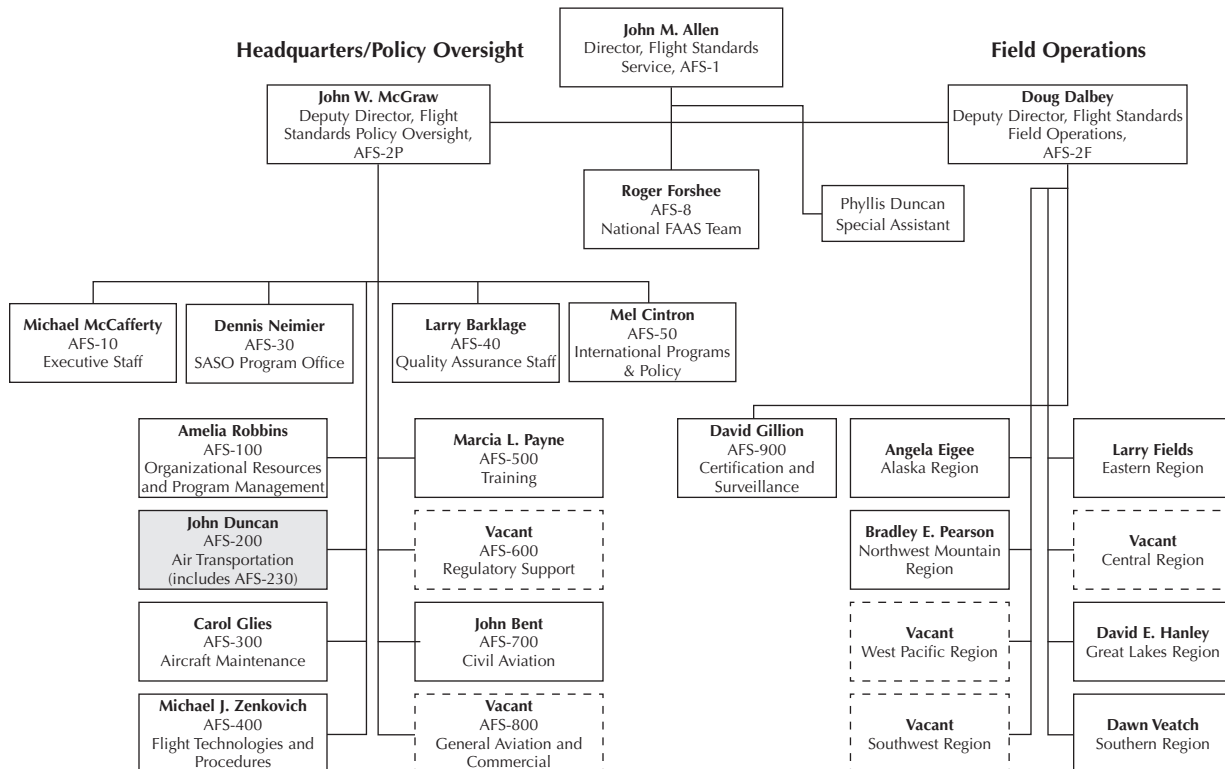 John M. Allen
Director, Flight Standards
Service, AFS-1
Headquarters/Policy Oversight
Field Operations
John W. McGraw
Deputy Director, Flight
Standards Policy Oversight,
AFS-2P
Doug Dalbey
Deputy Director, Flight Standards
Field Operations,
AFS-2F
Roger Forshee
AFS-8
National FAAS Team
Phyllis Duncan
Special Assistant
Michael McCafferty
AFS-10
Executive Staff
Dennis Neimier
AFS-30
SASO Program Office
Larry Barklage
AFS-40
Quality Assurance Staff
Mel Cintron
AFS-50
International Programs
& Policy
Amelia Robbins
AFS-100
Organizational Resources
and Program Management
Marcia L. Payne
AFS-500
Training
David Gillion
AFS-900
Certification and
Surveillance
Angela Eigee
Alaska Region
Larry Fields
Eastern Region
John Duncan
AFS-200
Air Transportation
(includes AFS-230)
Vacant
AFS-600
Regulatory Support
Bradley E. Pearson
Northwest Mountain
Region
Vacant
Central Region
Carol Glies
AFS-300
Aircraft Maintenance
John Bent
AFS-700
Civil Aviation
Vacant
West Pacific Region
David E. Hanley
Great Lakes Region
Michael J. Zenkovich
AFS-400
Flight Technologies and
Procedures
Vacant
AFS-800
General Aviation and
Commercial
Vacant
Southwest Region
Dawn Veatch
Southern Region